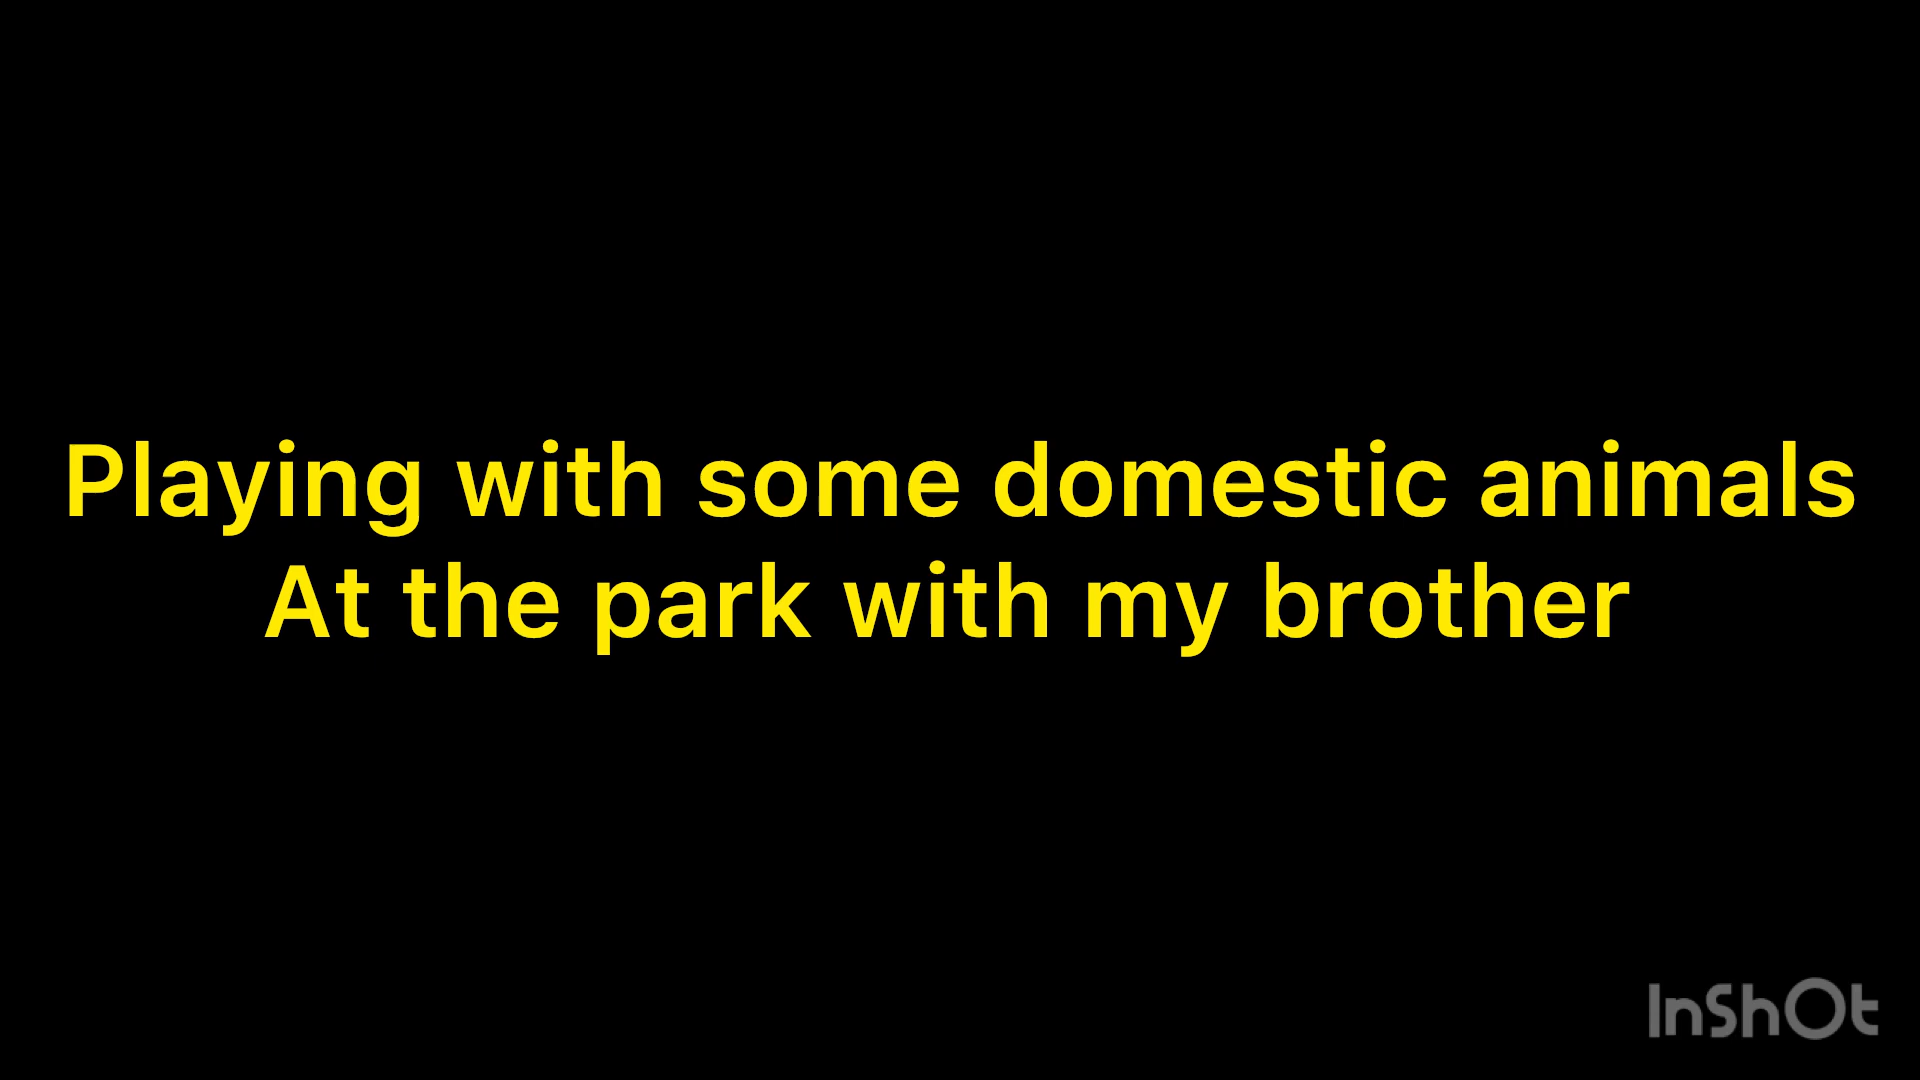 Playing with some domestic animals
At the park with my brother
InShOt